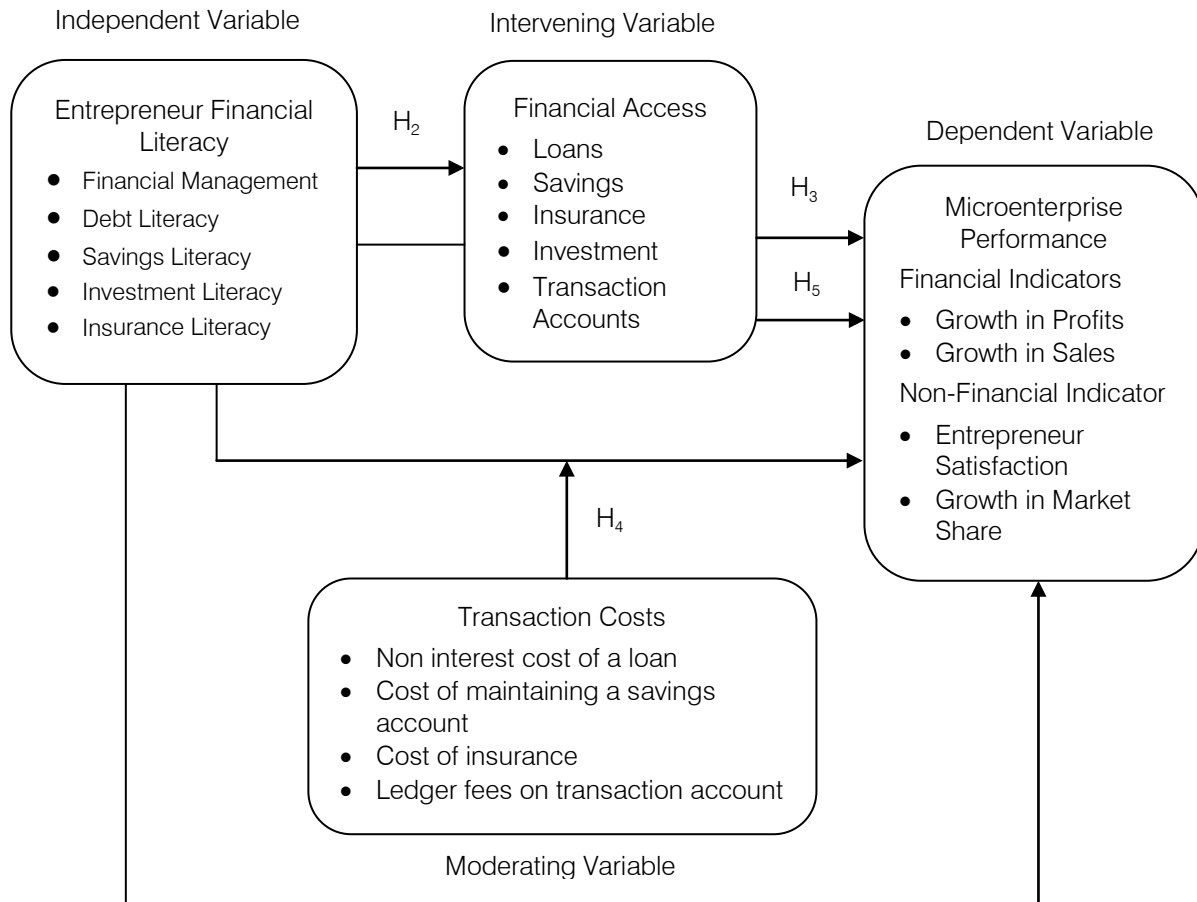 Independent Variable
Entrepreneur Financial
Literacy
● Financial Management
● Debt Literacy
● Savings Literacy
● Investment Literacy
● Insurance Literacy
H₂
Intervening Variable
Financial Access
● Loans
● Savings
● Insurance
● Investment
● Transaction
Accounts
H₃
H₅
Dependent Variable
Microenterprise
Performance
Financial Indicators
● Growth in Profits
● Growth in Sales
Non-Financial Indicator
● Entrepreneur
Satisfaction
● Growth in Market
Share
H₄
Transaction Costs
● Non interest cost of a loan
● Cost of maintaining a savings
account
● Cost of insurance
● Ledger fees on transaction account
Moderating Variable